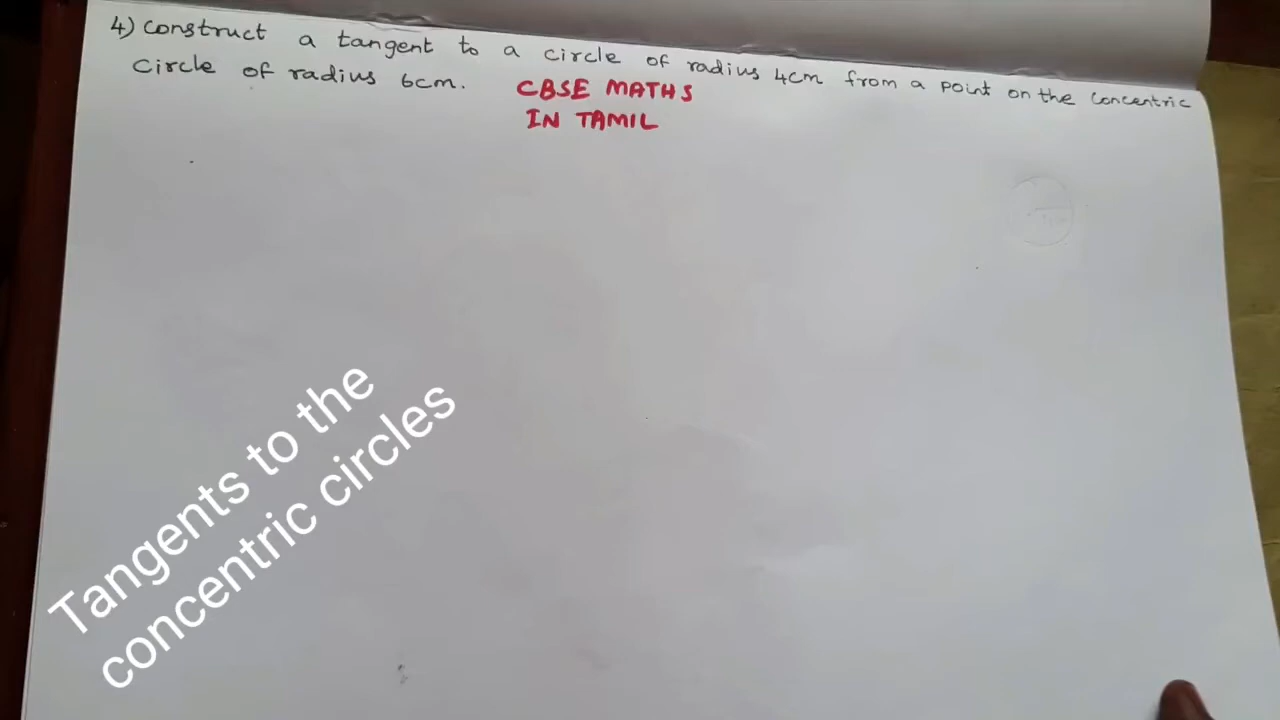 4) Construct a tangent to a circle of radius 4cm from a point on the concentric
Circle of radius 6cm.
CBSE MATHS
IN TAMIL
Tangents to the
concentric circles